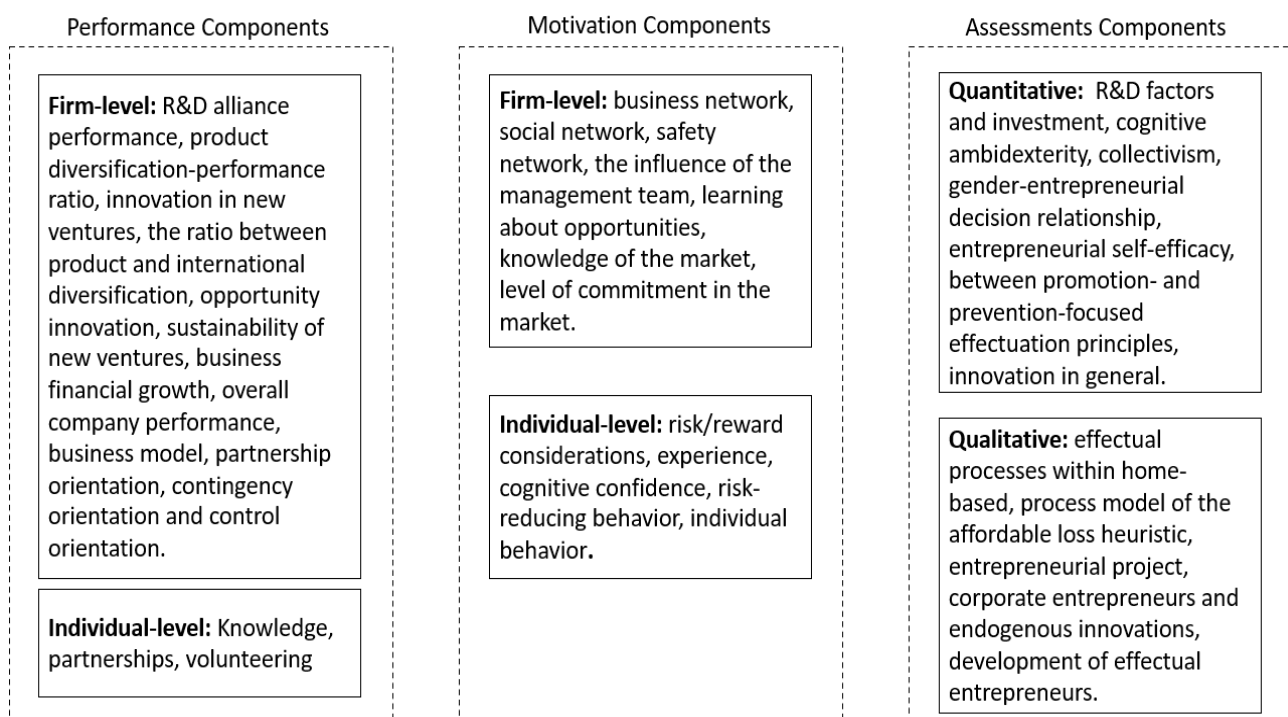 Performance Components
Firm-level: R&D alliance
performance, product
diversification-performance
ratio, innovation in new
ventures, the ratio between
product and international
diversification, opportunity
innovation, sustainability of
new ventures, business
financial growth, overall
company performance,
business model, partnership
orientation, contingency
orientation and control
orientation.
Individual-level: Knowledge,
partnerships, volunteering
Motivation Components
Firm-level: business network,
social network, safety
network, the influence of the
management team, learning
about opportunities,
knowledge of the market,
level of commitment in the
market.
Individual-level: risk/reward
considerations, experience,
cognitive confidence, risk-
reducing behavior, individual
behavior.
Assessments Components
Quantitative: R&D factors
and investment, cognitive
ambidexterity, collectivism,
gender-entrepreneurial
decision relationship,
entrepreneurial self-efficacy,
between promotion- and
prevention-focused
effectuation principles,
innovation in general.
Qualitative: effectual
processes within home-
based, process model of the
affordable loss heuristic,
entrepreneurial project,
corporate entrepreneurs and
endogenous innovations,
development of effectual
entrepreneurs.